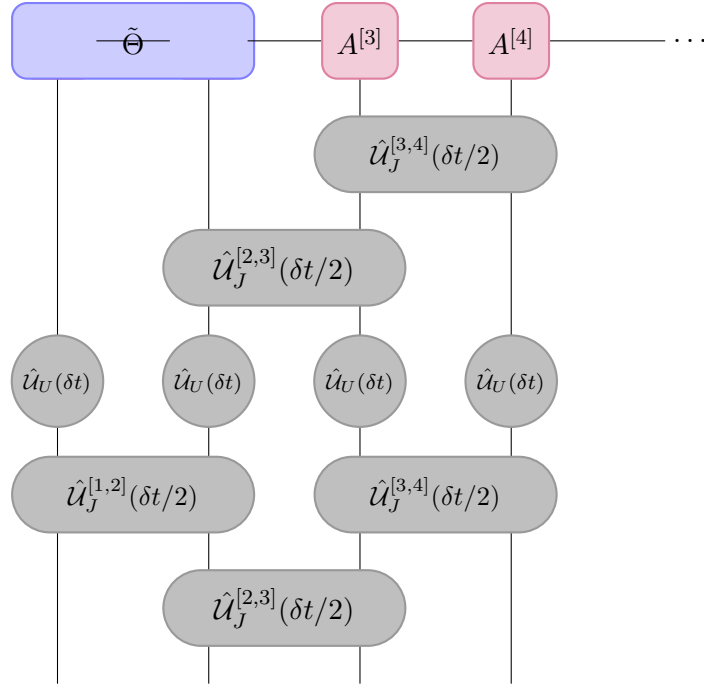 Θ̃ A^{[3]} A^{[4]} ···
𝒰̂_J^{[3,4]}(δt/2)
𝒰̂_J^{[2,3]}(δt/2)
𝒰̂_U(δt) 𝒰̂_U(δt) 𝒰̂_U(δt) 𝒰̂_U(δt)
𝒰̂_J^{[1,2]}(δt/2) 𝒰̂_J^{[3,4]}(δt/2)
𝒰̂_J^{[2,3]}(δt/2)